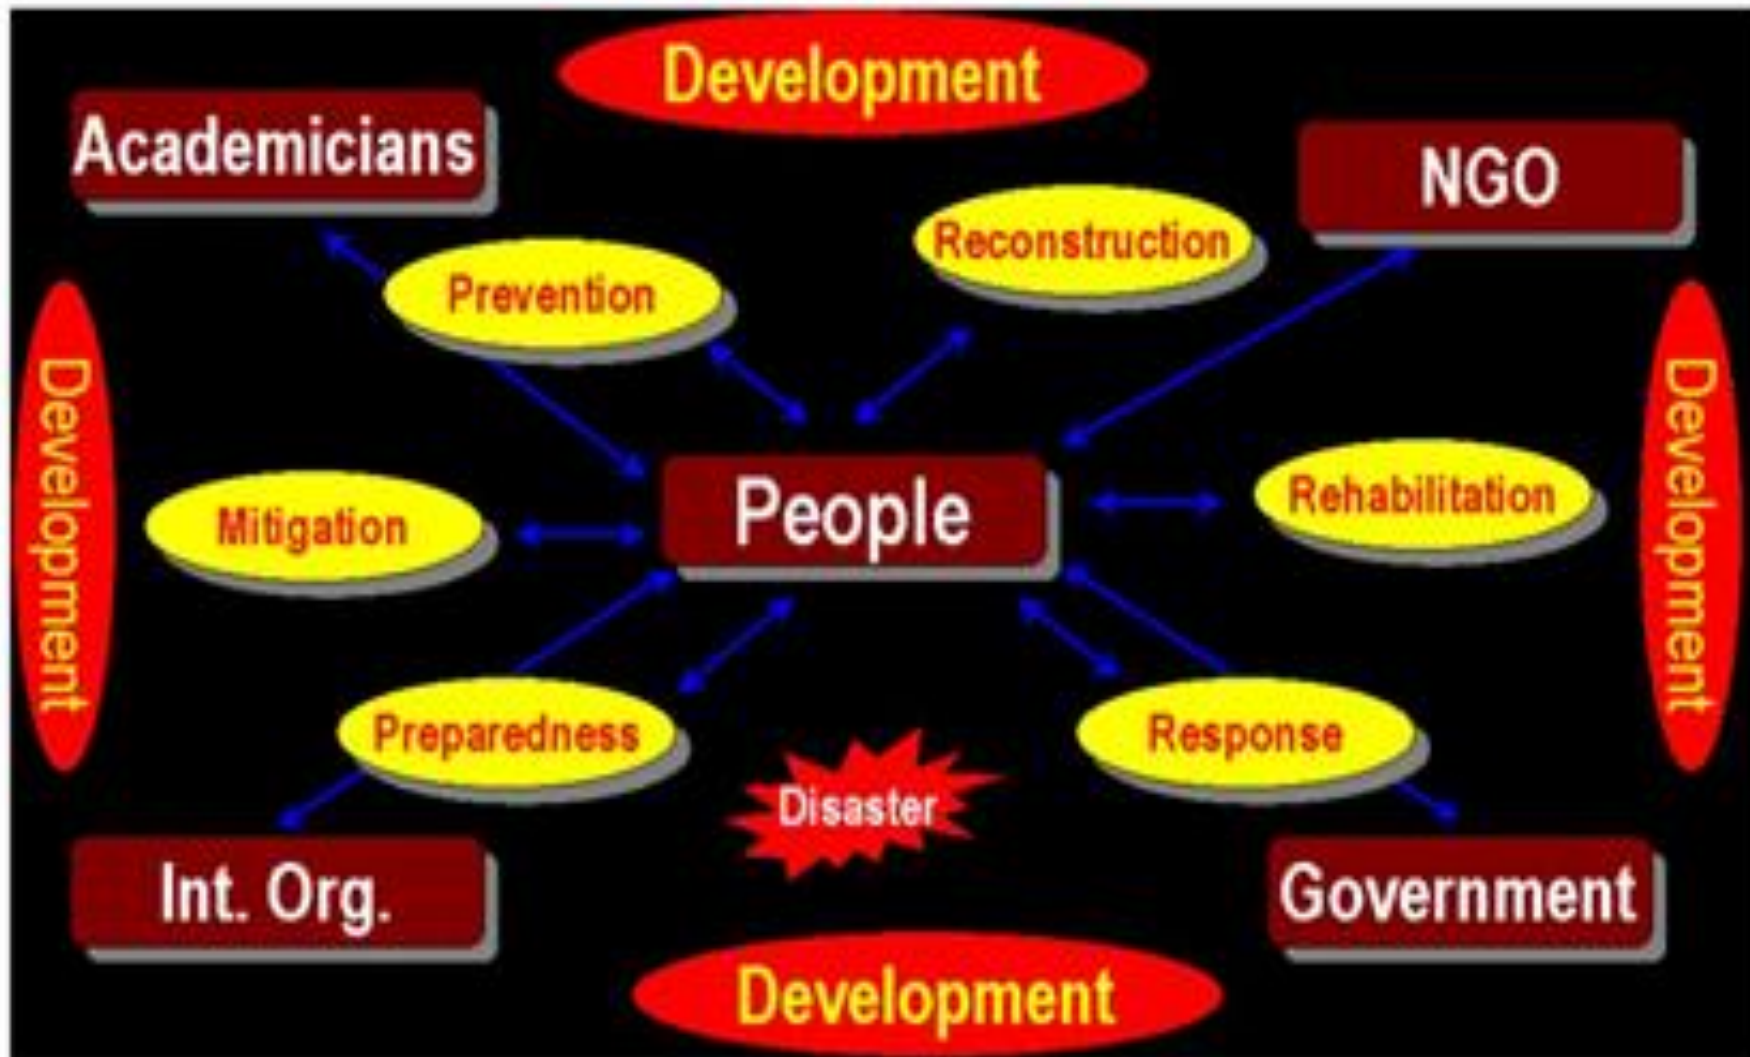 Development
Academicians
NGO
Reconstruction
Prevention
Development
Development
People
Rehabilitation
Mitigation
Preparedness
Response
Disaster
Int. Org.
Government
Development